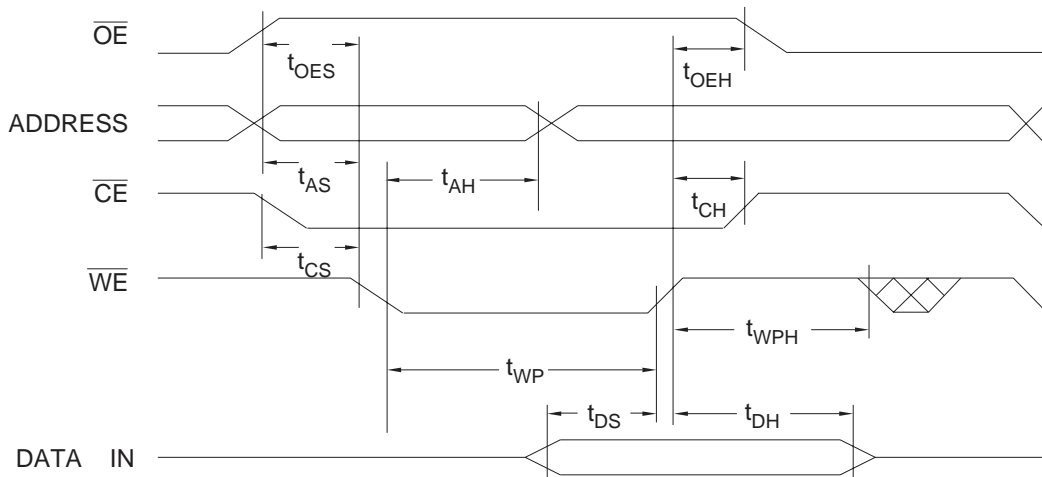 OE
tOES
tOEH
ADDRESS
tAS
tAH
CE
tCH
tCS
WE
tWPH
tWP
tDS
tDH
DATA IN